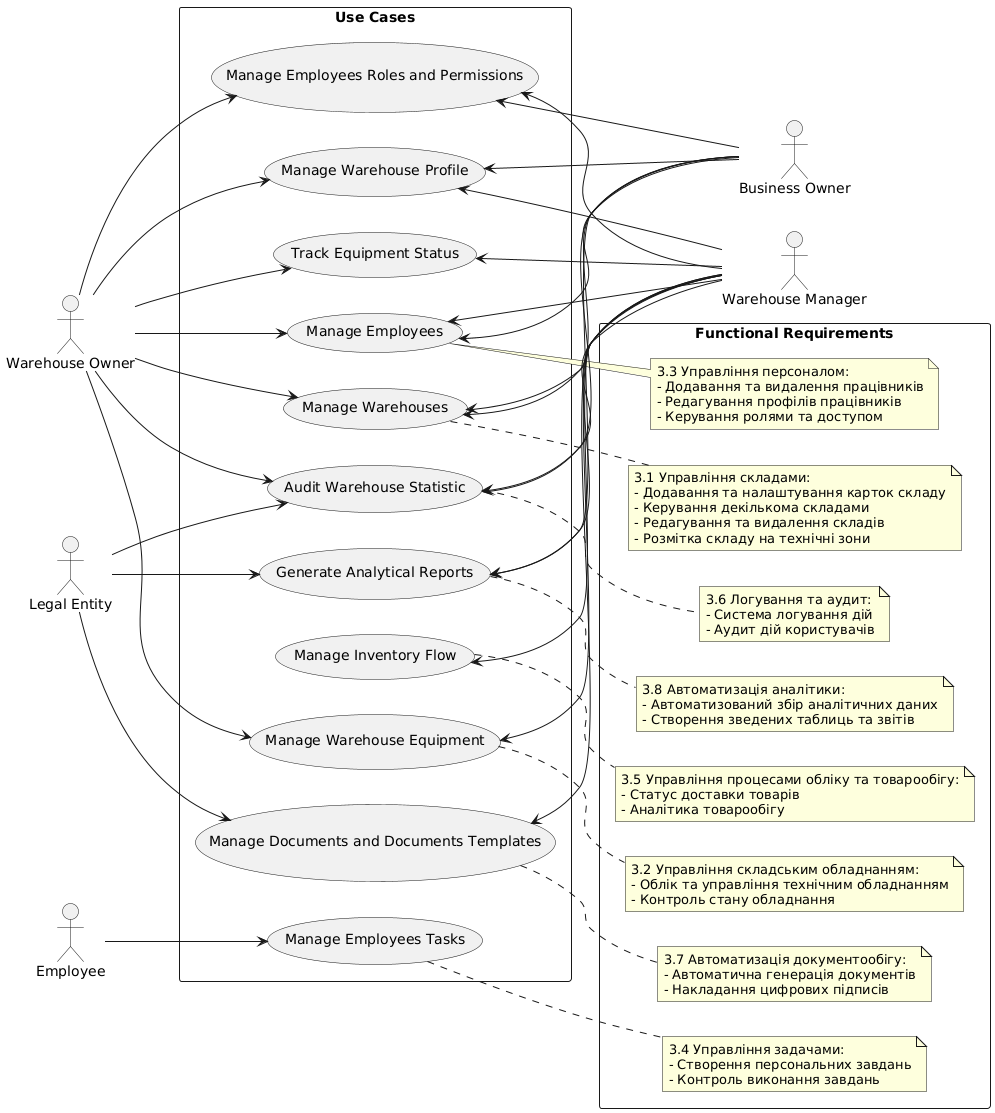 Use Cases
Manage Employees Roles and Permissions
Manage Warehouse Profile
Track Equipment Status
Manage Employees
Manage Warehouses
Audit Warehouse Statistic
Generate Analytical Reports
Manage Inventory Flow
Manage Warehouse Equipment
Manage Documents and Documents Templates
Manage Employees Tasks
Warehouse Owner
Legal Entity
Employee
Business Owner
Warehouse Manager
Functional Requirements
3.3 Управління персоналом:
- Додавання та видалення працівників
- Редагування профілів працівників
- Керування ролями та доступом
3.1 Управління складами:
- Додавання та налаштування карток складу
- Керування декількома складами
- Редагування та видалення складів
- Розмітка складу на технічні зони
3.6 Логування та аудит:
- Система логування дій
- Аудит дій користувачів
3.8 Автоматизація аналітики:
- Автоматизований збір аналітичних даних
- Створення зведених таблиць та звітів
3.5 Управління процесами обліку та товарообігу:
- Статус доставки товарів
- Аналітика товарообігу
3.2 Управління складським обладнанням:
- Облік та управління технічним обладнанням
- Контроль стану обладнання
3.7 Автоматизація документообігу:
- Автоматична генерація документів
- Накладання цифрових підписів
3.4 Управління задачами:
- Створення персональних завдань
- Контроль виконання завдань